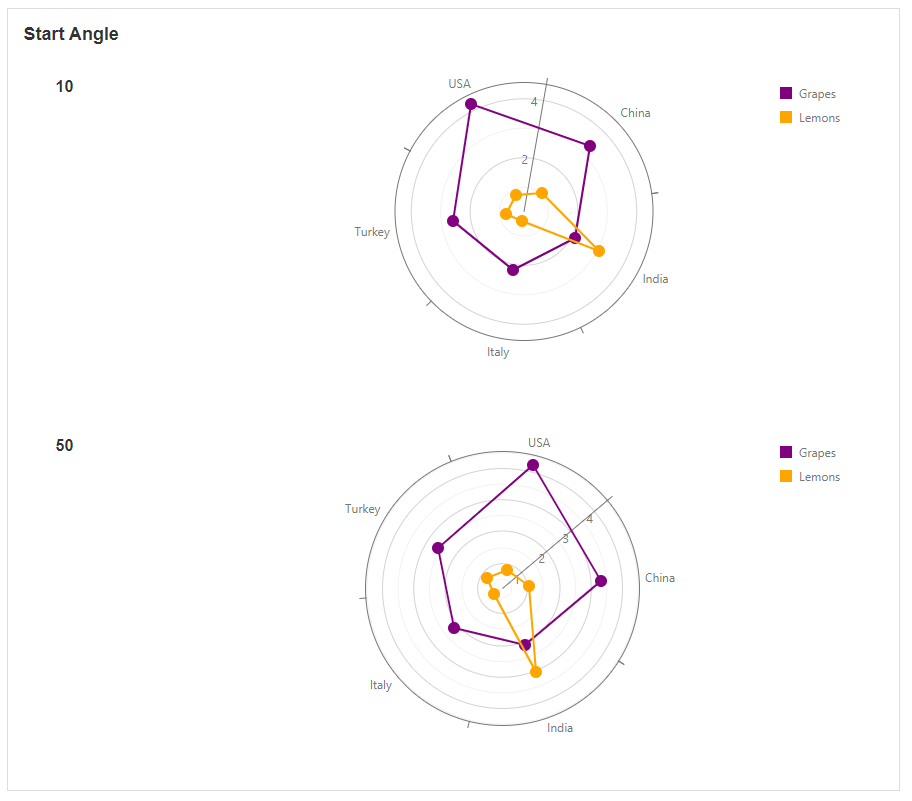 Start Angle
10
USA
4
China
2
Turkey
India
Italy
Grapes
Lemons
50
USA
Turkey
4
3
2
1
China
Italy
India
Grapes
Lemons